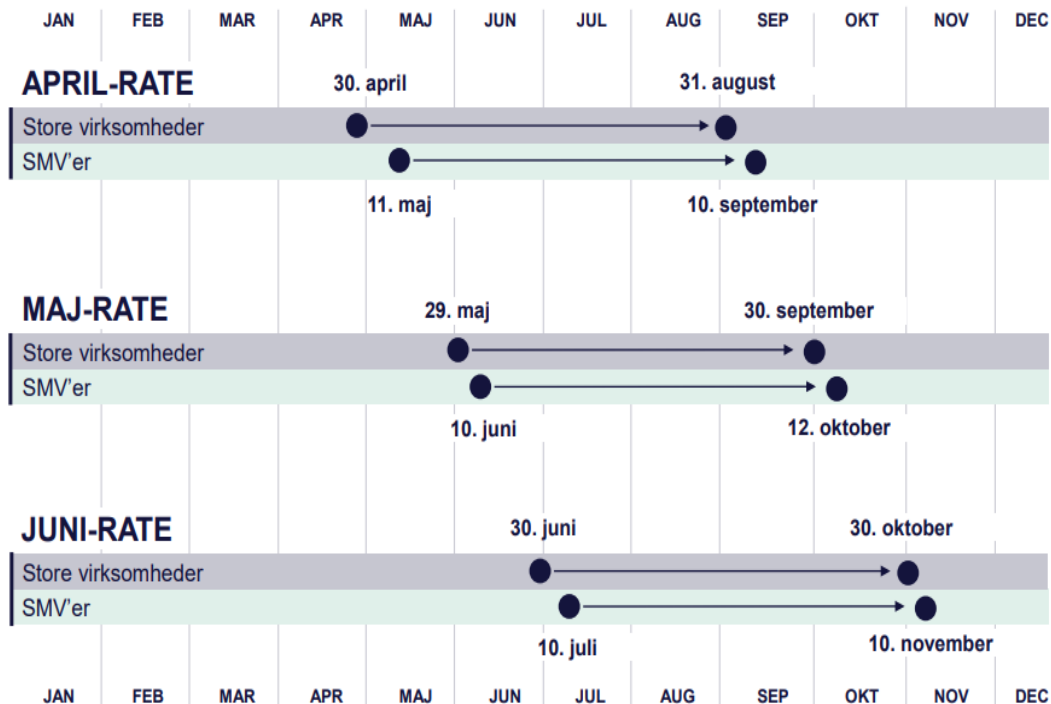 JAN FEB MAR APR MAJ JUN JUL AUG SEP OKT NOV DEC
APRIL-RATE
30. april 31. august
Store virksomheder
SMV'er
11. maj 10. september
MAJ-RATE
29. maj 30. september
Store virksomheder
SMV'er
10. juni 12. oktober
JUNI-RATE
30. juni 30. oktober
Store virksomheder
SMV'er
10. juli 10. november
JAN FEB MAR APR MAJ JUN JUL AUG SEP OKT NOV DEC